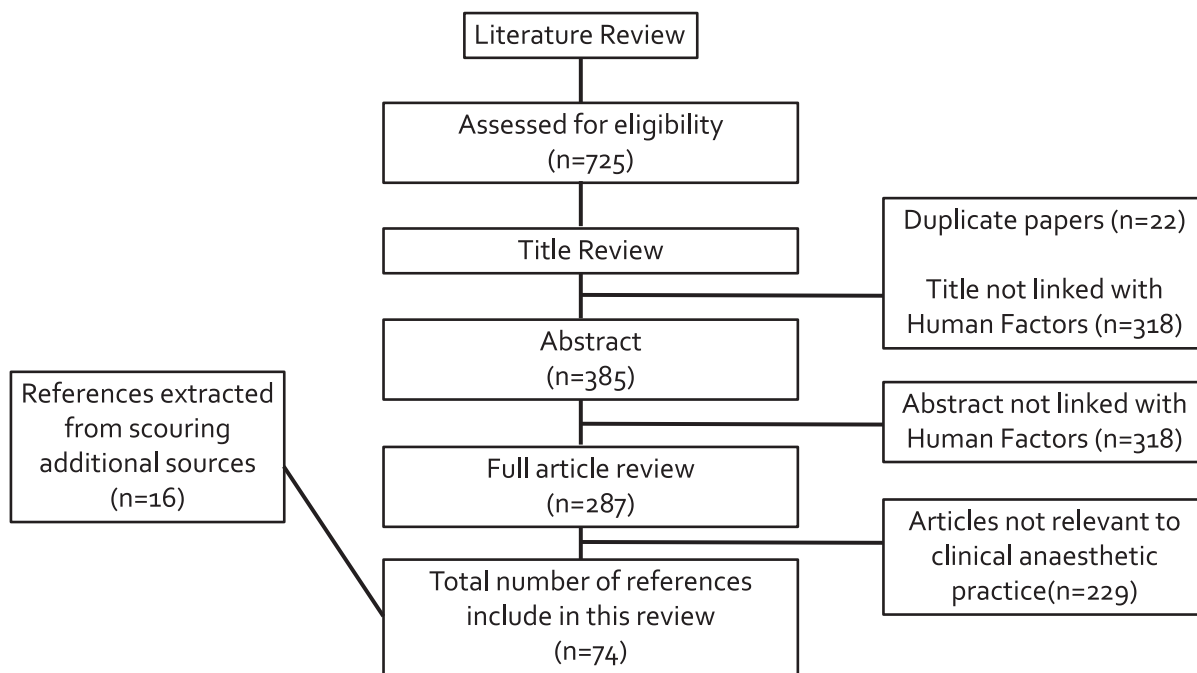 Literature Review
Assessed for eligibility
(n=725)
Title Review
Duplicate papers (n=22)
Title not linked with
Human Factors (n=318)
Abstract
(n=385)
References extracted
from scouring
additional sources
(n=16)
Abstract not linked with
Human Factors (n=318)
Full article review
(n=287)
Articles not relevant to
clinical anaesthetic
practice(n=229)
Total number of references
include in this review
(n=74)